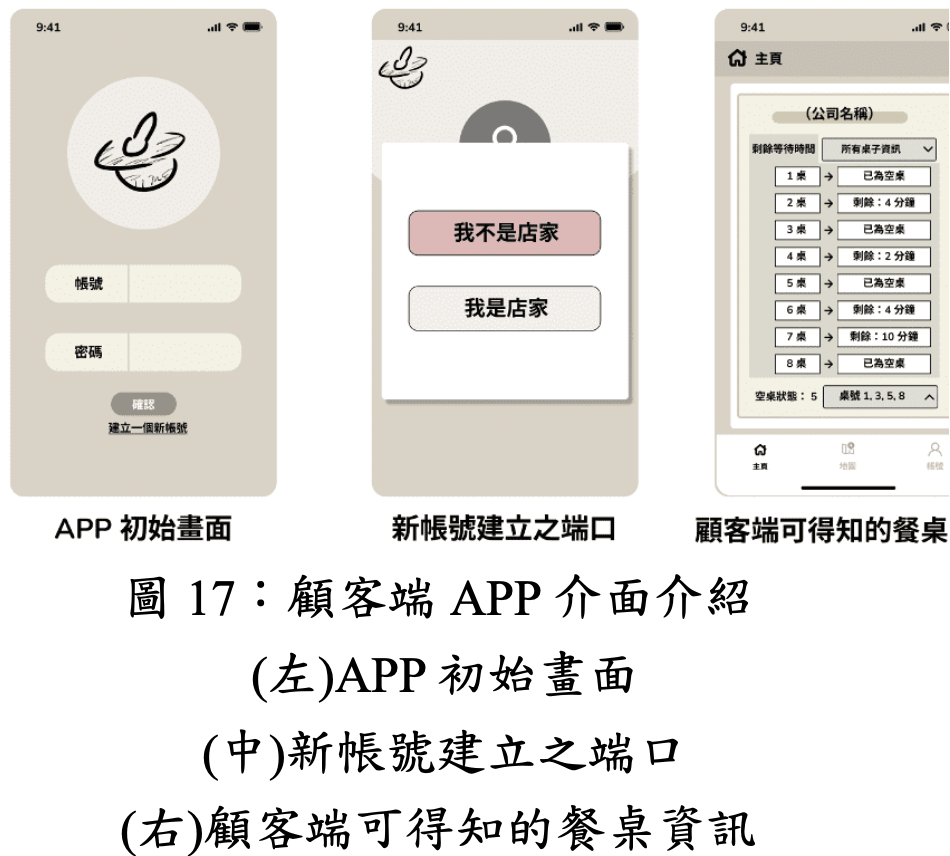 9:41
帳號
密碼
確認
建立一個新帳號
APP 初始畫面
9:41
我不是店家
我是店家
新帳號建立之端口
9:41
主頁
(公司名稱)
剩餘等待時間 所有桌子資訊
1 桌 → 已為空桌
2 桌 → 剩餘：4 分鐘
3 桌 → 已為空桌
4 桌 → 剩餘：2 分鐘
5 桌 → 已為空桌
6 桌 → 剩餘：4 分鐘
7 桌 → 剩餘：10 分鐘
8 桌 → 已為空桌
空桌狀態：5 桌號 1, 3, 5, 8
主頁 地圖 帳號
顧客端可得知的餐桌
圖 17：顧客端 APP 介面介紹
(左)APP 初始畫面
(中)新帳號建立之端口
(右)顧客端可得知的餐桌資訊